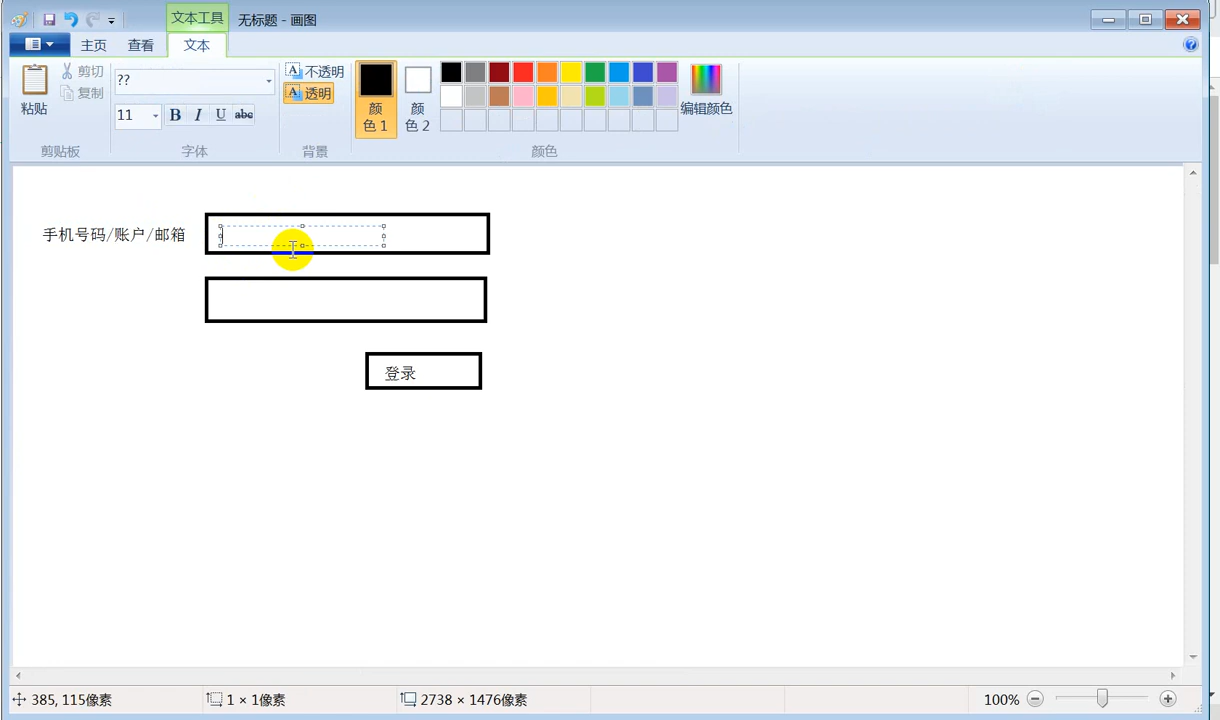 文本工具
无标题 - 画图
主页 查看 文本
粘贴
剪切
复制
??
11
B I U abc
不透明
透明
颜
色 1
颜
色 2
编辑颜色
剪贴板
字体
背景
颜色
手机号码/账户/邮箱
登录
385, 115像素
1 × 1像素
2738 × 1476像素
100%